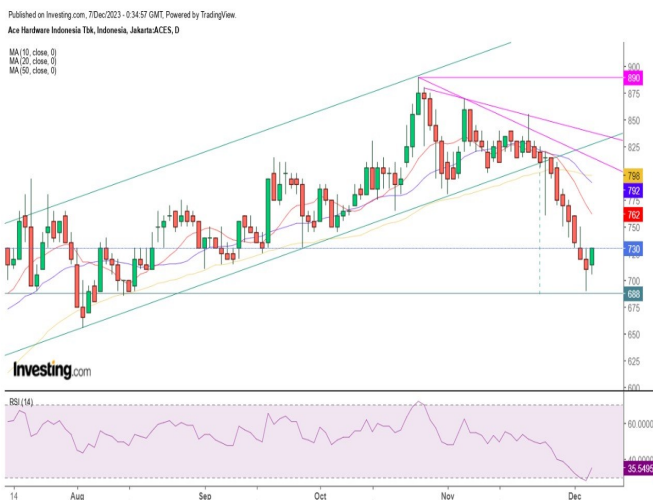 Published on Investing.com, 7/Dec/2023 - 0:34:57 GMT, Powered by TradingView.
Ace Hardware Indonesia Tbk, Indonesia, Jakarta:ACES, D
MA (10, close, 0)
MA (20, close, 0)
MA (50, close, 0)
900
890
875
850
825
798
792
775
762
750
730
700
688
675
650
625
600
Investing.com
RSI (14)
60.0000
40.0000
35.5495
14
Aug
Sep
Oct
Nov
Dec